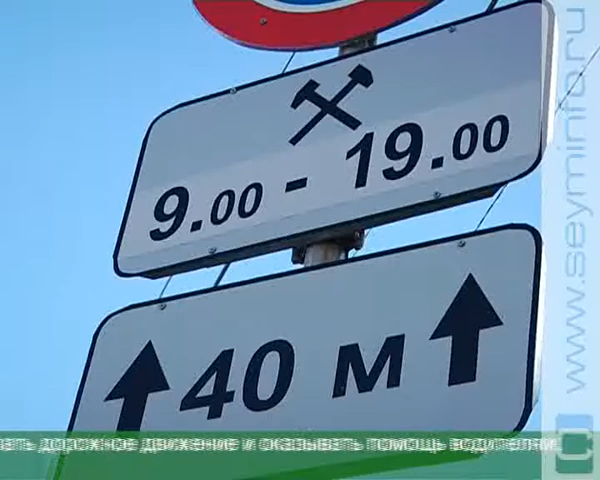 9.00 - 19.00
40 м
дорожное движение и оказывать помощь водителям.
www.seyminfo.ru